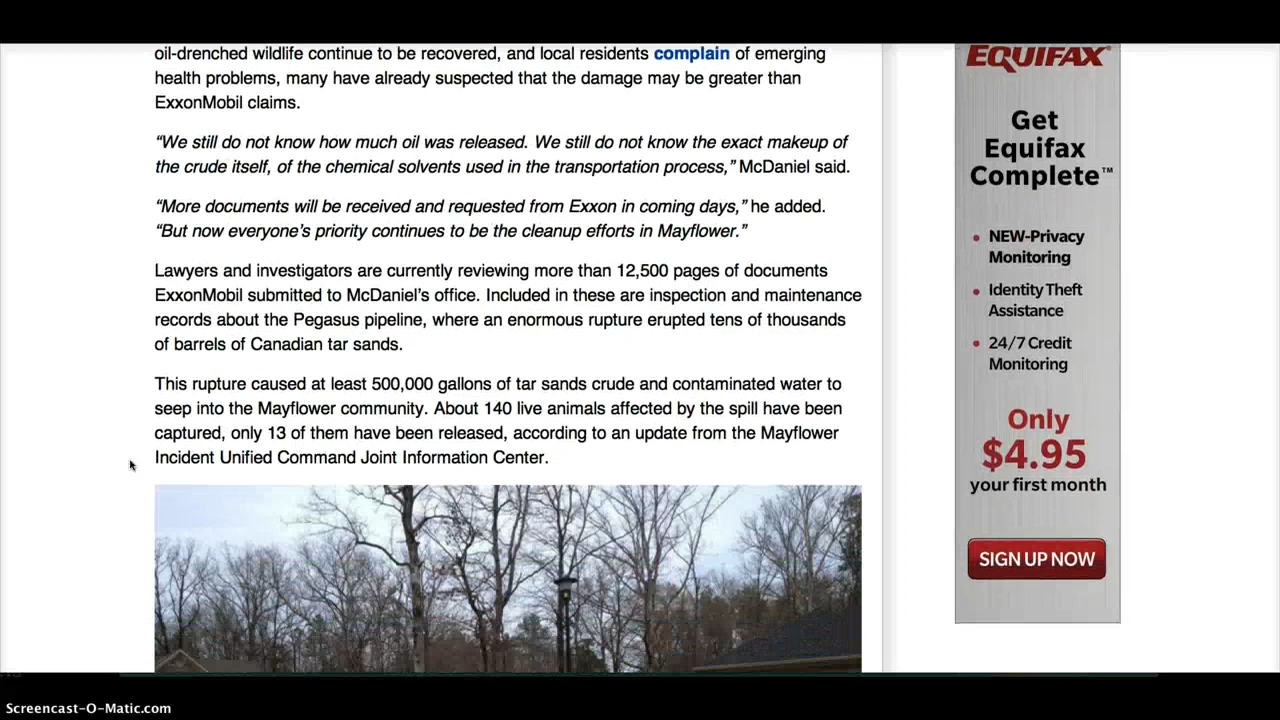 oil-drenched wildlife continue to be recovered, and local residents complain of emerging
health problems, many have already suspected that the damage may be greater than
ExxonMobil claims.
“We still do not know how much oil was released. We still do not know the exact makeup of
the crude itself, of the chemical solvents used in the transportation process,” McDaniel said.
“More documents will be received and requested from Exxon in coming days,” he added.
“But now everyone’s priority continues to be the cleanup efforts in Mayflower.”
Lawyers and investigators are currently reviewing more than 12,500 pages of documents
ExxonMobil submitted to McDaniel’s office. Included in these are inspection and maintenance
records about the Pegasus pipeline, where an enormous rupture erupted tens of thousands
of barrels of Canadian tar sands.
This rupture caused at least 500,000 gallons of tar sands crude and contaminated water to
seep into the Mayflower community. About 140 live animals affected by the spill have been
captured, only 13 of them have been released, according to an update from the Mayflower
Incident Unified Command Joint Information Center.
EQUIFAX
Get
Equifax
Complete™
• NEW-Privacy
Monitoring
• Identity Theft
Assistance
• 24/7 Credit
Monitoring
Only
$4.95
your first month
SIGN UP NOW
Screencast-O-Matic.com